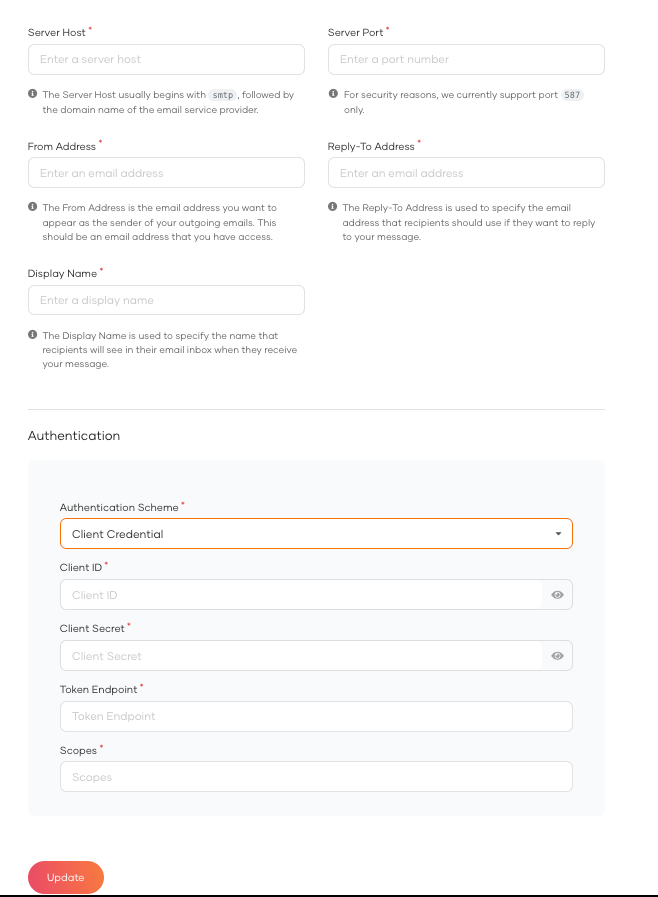 Server Host *
Server Port *
Enter a server host
Enter a port number
The Server Host usually begins with smtp, followed by
the domain name of the email service provider.
For security reasons, we currently support port 587
only.
From Address *
Reply-To Address *
Enter an email address
Enter an email address
The From Address is the email address you want to
appear as the sender of your outgoing emails. This
should be an email address that you have access.
The Reply-To Address is used to specify the email
address that recipients should use if they want to reply
to your message.
Display Name *
Enter a display name
The Display Name is used to specify the name that
recipients will see in their email inbox when they receive
your message.
Authentication
Authentication Scheme *
Client Credential
Client ID *
Client ID
Client Secret *
Client Secret
Token Endpoint *
Token Endpoint
Scopes *
Scopes
Update